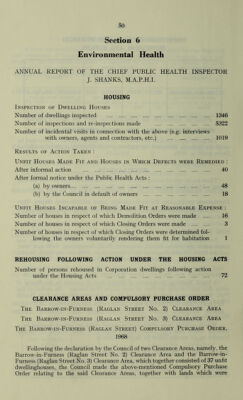 50
Section 6
Environmental Health
ANNUAL REPORT OF THE CHIEF PUBLIC HEALTH INSPECTOR
J. SHANKS, M.A.P.H.I.
HOUSING
INSPECTION OF DWELLING HOUSES
Number of dwellings inspected 1346
Number of inspections and re-inspections made 5322
Number of incidental visits in connection with the above (e.g. interviews
with owners, agents and contractors, etc.) 1019
RESULTS OF ACTION TAKEN :
UNFIT HOUSES MADE FIT AND HOUSES IN WHICH DEFECTS WERE REMEDIED :
After informal action 40
After formal notice under the Public Health Acts :
(a) by owners 48
(b) by the Council in default of owners 18
UNFIT HOUSES INCAPABLE OF BEING MADE FIT AT REASONABLE EXPENSE :
Number of houses in respect of which Demolition Orders were made 16
Number of houses in respect of which Closing Orders were made 3
Number of houses in respect of which Closing Orders were determined fol-
lowing the owners voluntarily rendering them fit for habitation 1
REHOUSING FOLLOWING ACTION UNDER THE HOUSING ACTS
Number of persons rehoused in Corporation dwellings following action
under the Housing Acts 72
CLEARANCE AREAS AND COMPULSORY PURCHASE ORDER
THE BARROW-IN-FURNESS (RAGLAN STREET NO. 2) CLEARANCE AREA
THE BARROW-IN-FURNESS (RAGLAN STREET NO. 3) CLEARANCE AREA
THE BARROW-IN-FURNESS (RAGLAN STREET) COMPULSORY PURCHASE ORDER,
1968
Following the declaration by the Council of two Clearance Areas, namely, the
Barrow-in-Furness (Raglan Street No. 2) Clearance Area and the Barrow-in-
Furness (Raglan Street No. 3) Clearance Area, which together consisted of 37 unfit
dwellinghouses, the Council made the above-mentioned Compulsory Purchase
Order relating to the said Clearance Areas, together with lands which were